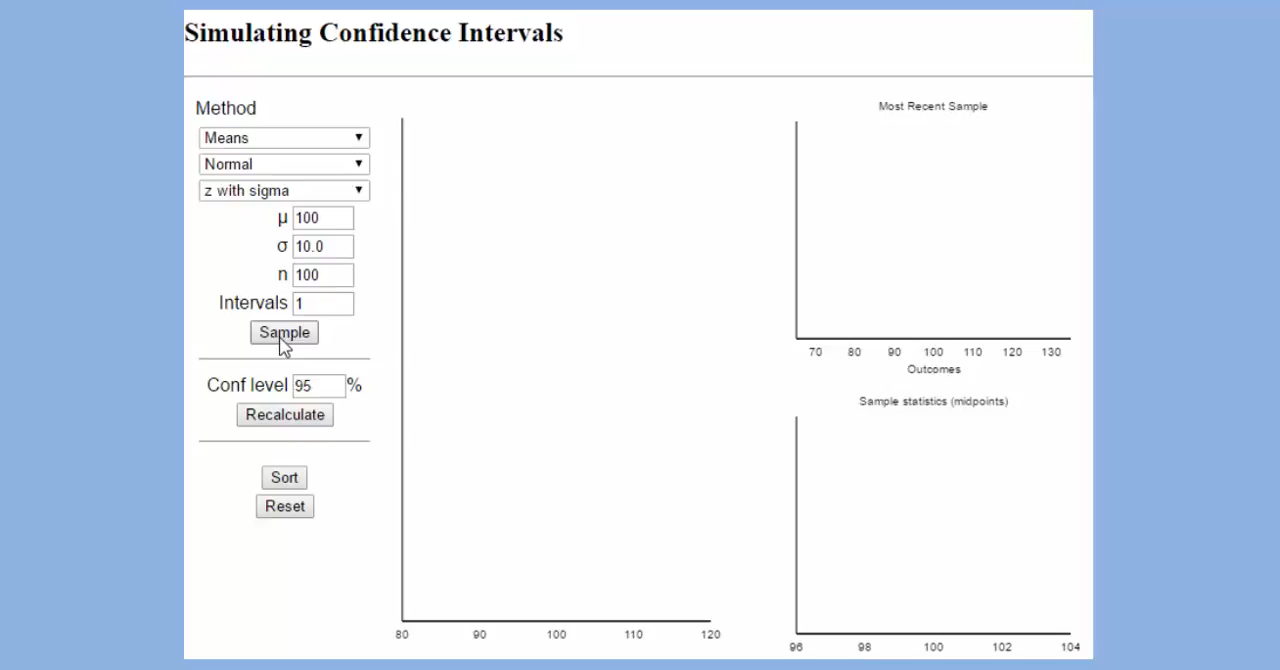 Simulating Confidence Intervals
Method
Means
Normal
z with sigma
μ 100
σ 10.0
n 100
Intervals 1
Sample
Conf level 95 %
Recalculate
Sort
Reset
80 90 100 110 120
Most Recent Sample
70 80 90 100 110 120 130
Outcomes
Sample statistics (midpoints)
96 98 100 102 104